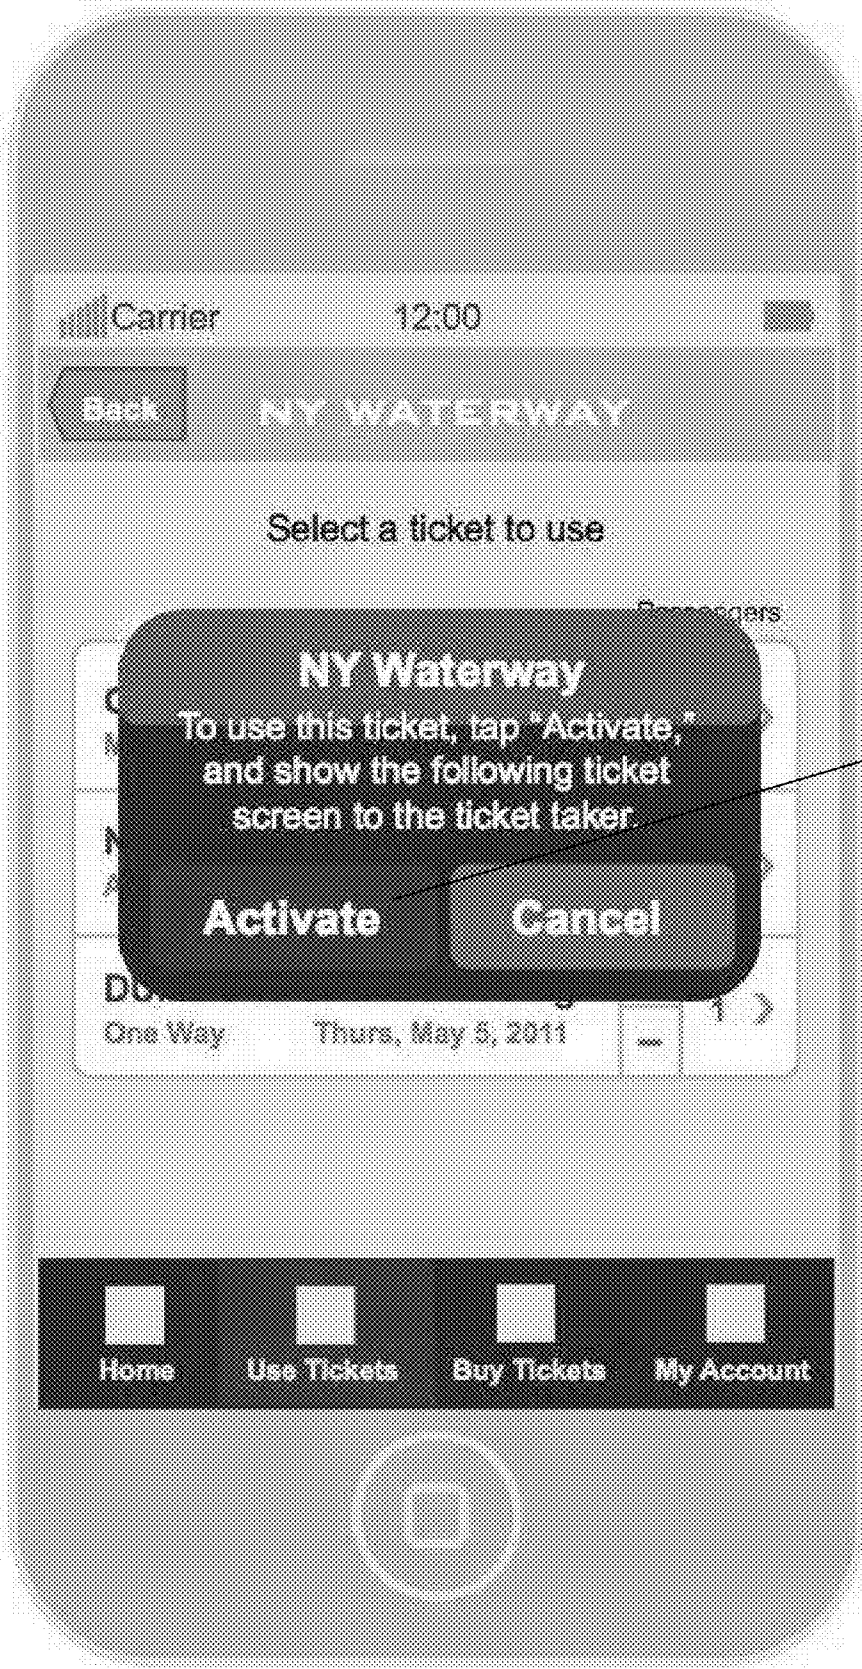 Carrier 12:00
Back NY WATERWAY
Select a ticket to use
NY Waterway
To use this ticket, tap "Activate,"
and show the following ticket
screen to the ticket taker.
Activate Cancel
1
One Way Thurs, May 5, 2011
Home Use Tickets Buy Tickets My Account